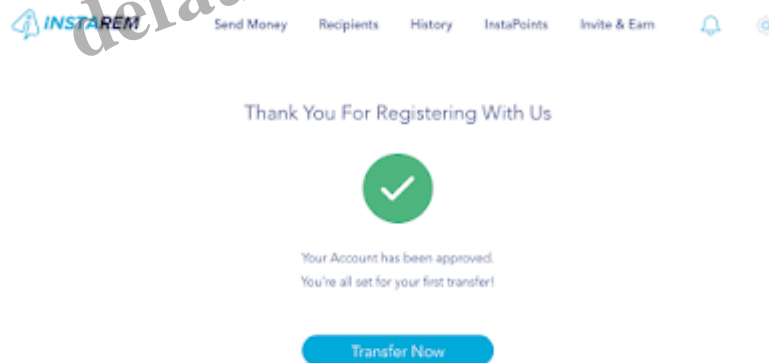 INSTAREM Send Money Recipients History InstaPoints Invite & Earn
Thank You For Registering With Us
Your Account has been approved.
You're all set for your first transfer!
Transfer Now